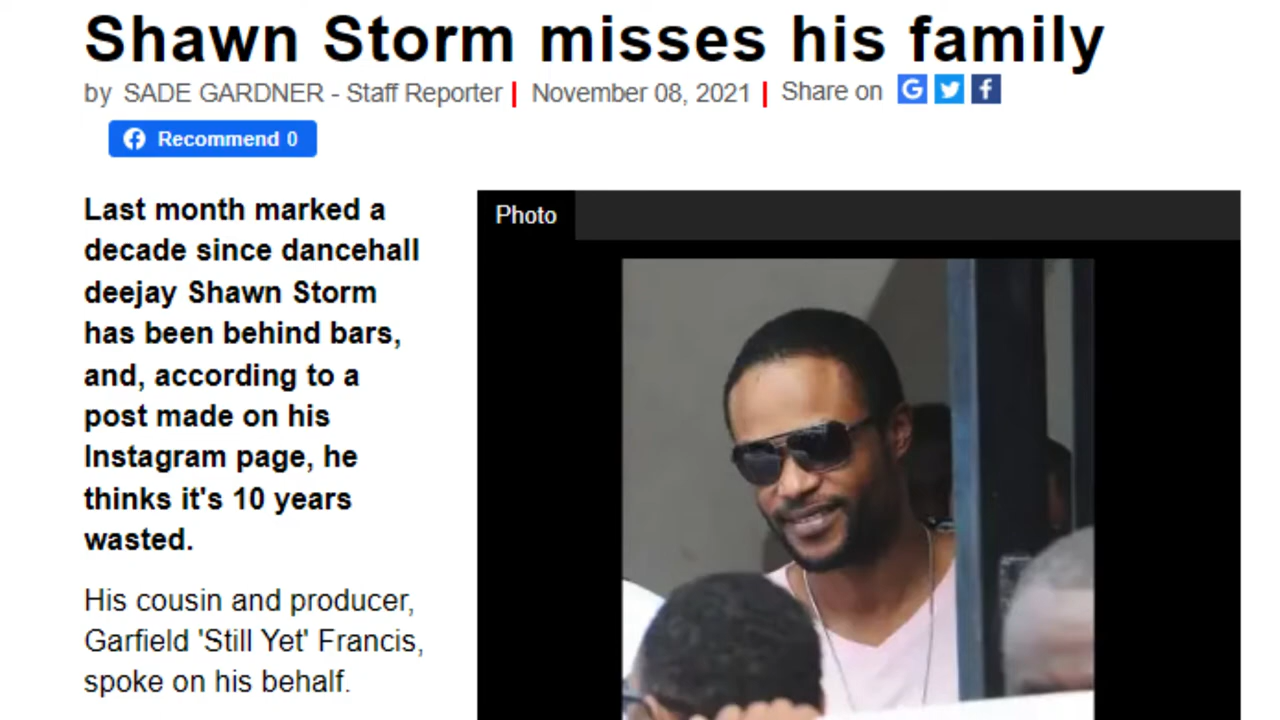 Shawn Storm misses his family
by SADE GARDNER - Staff Reporter | November 08, 2021 | Share on G f
Recommend 0
Last month marked a
decade since dancehall
deejay Shawn Storm
has been behind bars,
and, according to a
post made on his
Instagram page, he
thinks it's 10 years
wasted.
His cousin and producer,
Garfield 'Still Yet' Francis,
spoke on his behalf.
Photo